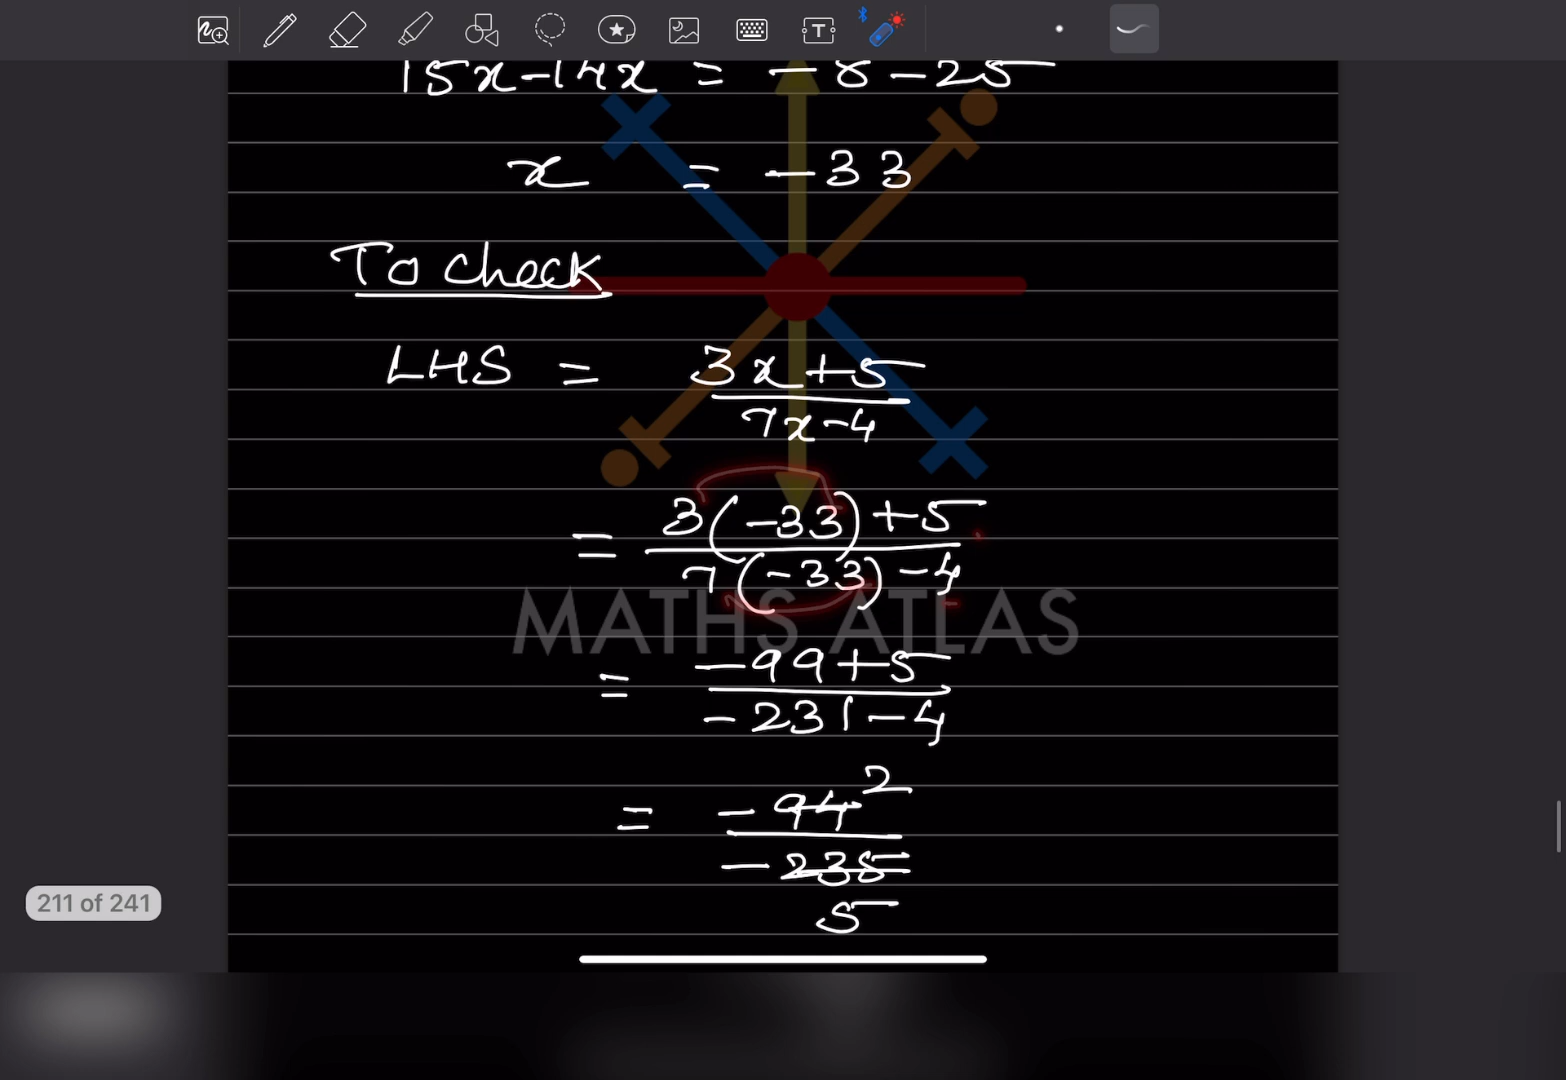 T
15x-14x = -8-25
x = -33
To check
LHS = 3x+5
7x-4
= 3(-33)+5
7(-33)-4
MATHS ATLAS
= -99+5
-231-4
= -94 2
-235
5
211 of 241